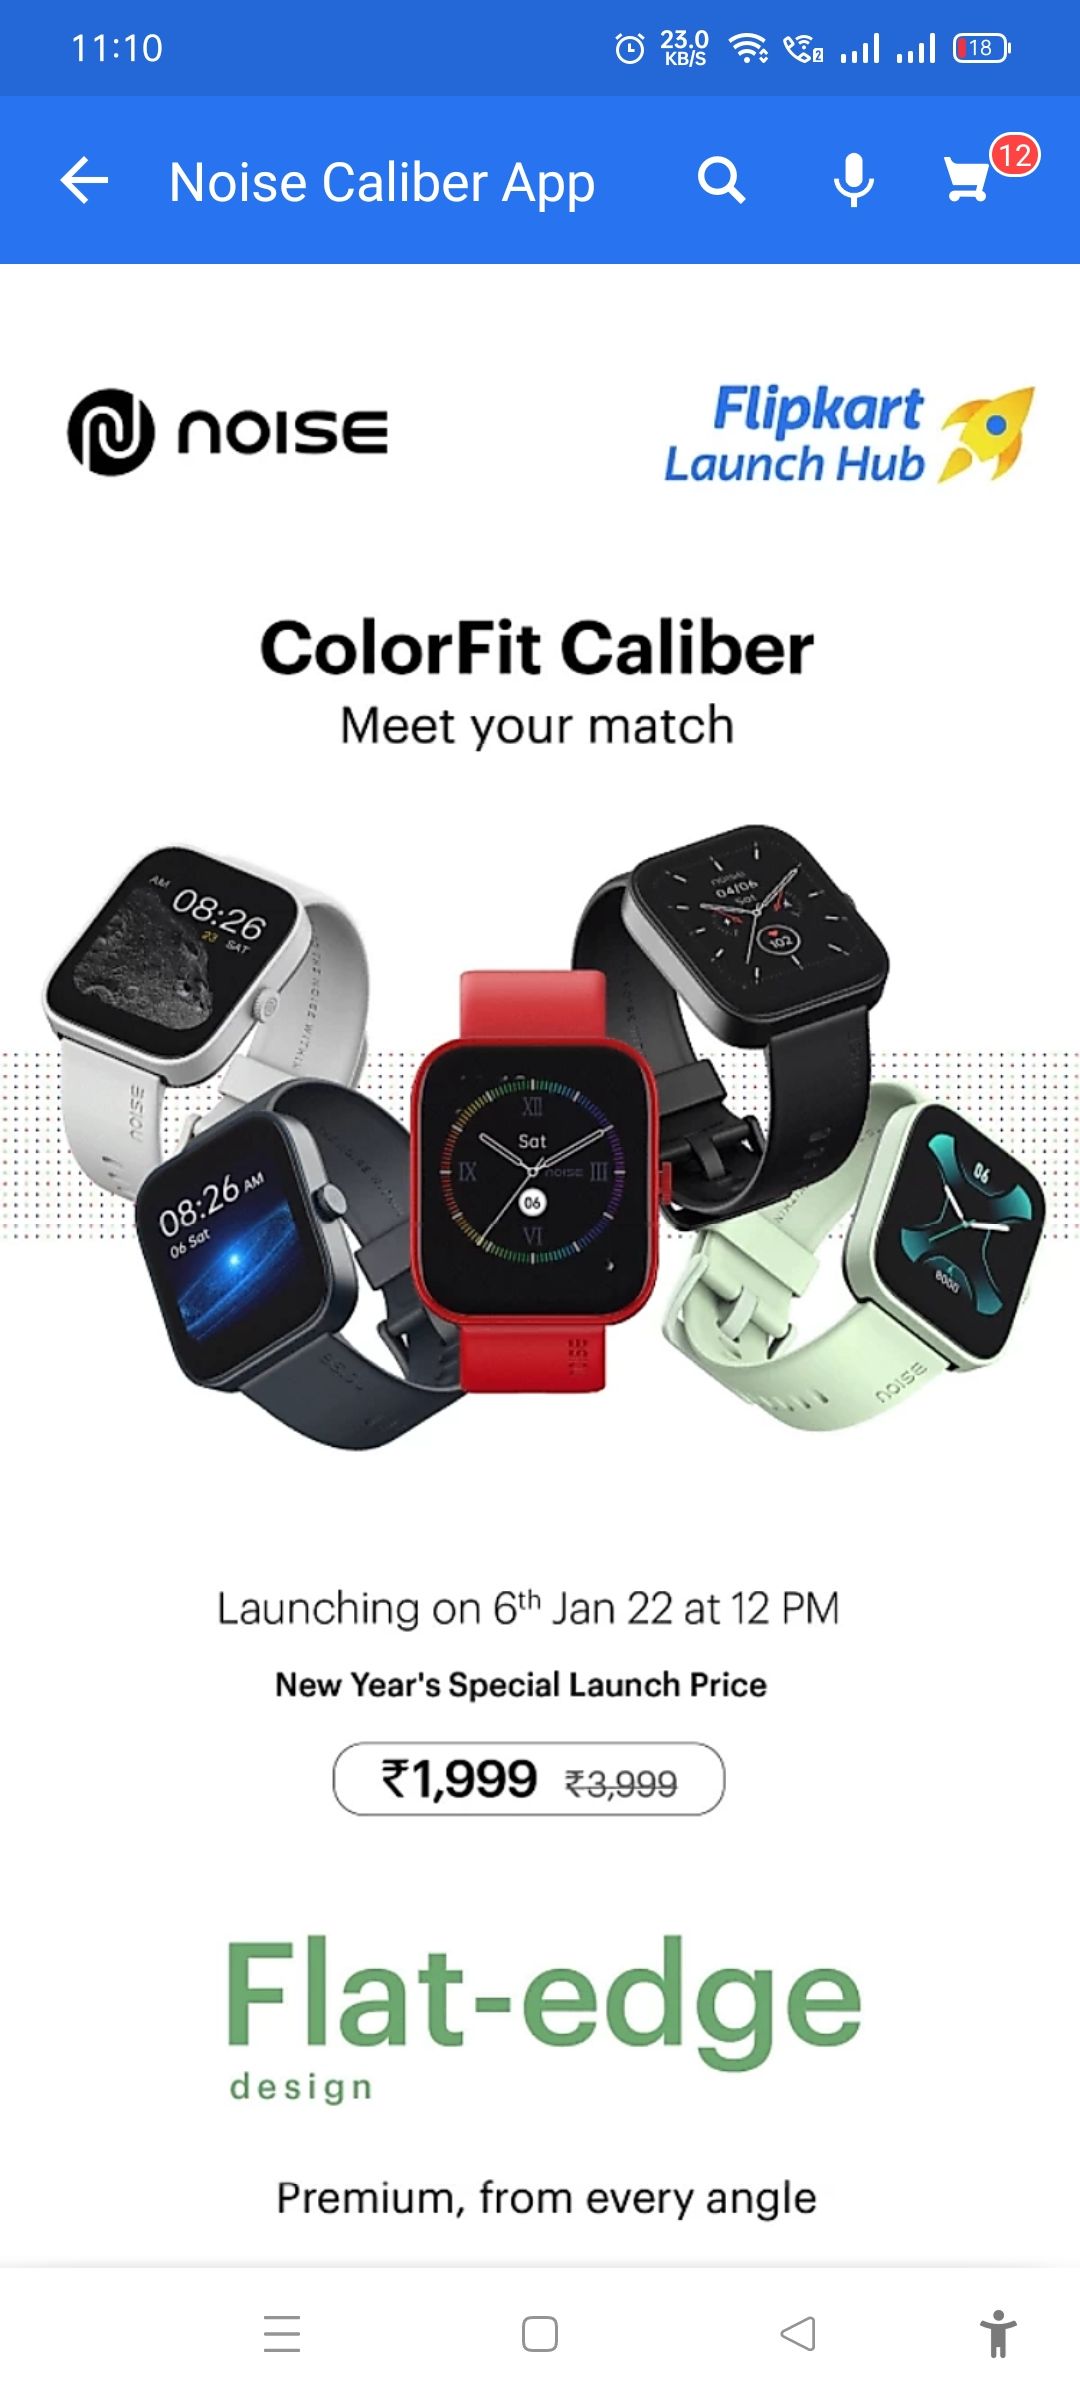 11:10
23.0
KB/S
2
18
Noise Caliber App
12
NOISE
Flipkart
Launch Hub
ColorFit Caliber
Meet your match
AM
08:26
23 SAT
NOISE
noise
04/06
Sat
102
08:26 AM
06 Sat
XII
Sat
IX
noise
III
06
VI
06
8000
noise
Launching on 6th Jan 22 at 12 PM
New Year's Special Launch Price
₹1,999 ₹3,999
Flat-edge
design
Premium, from every angle